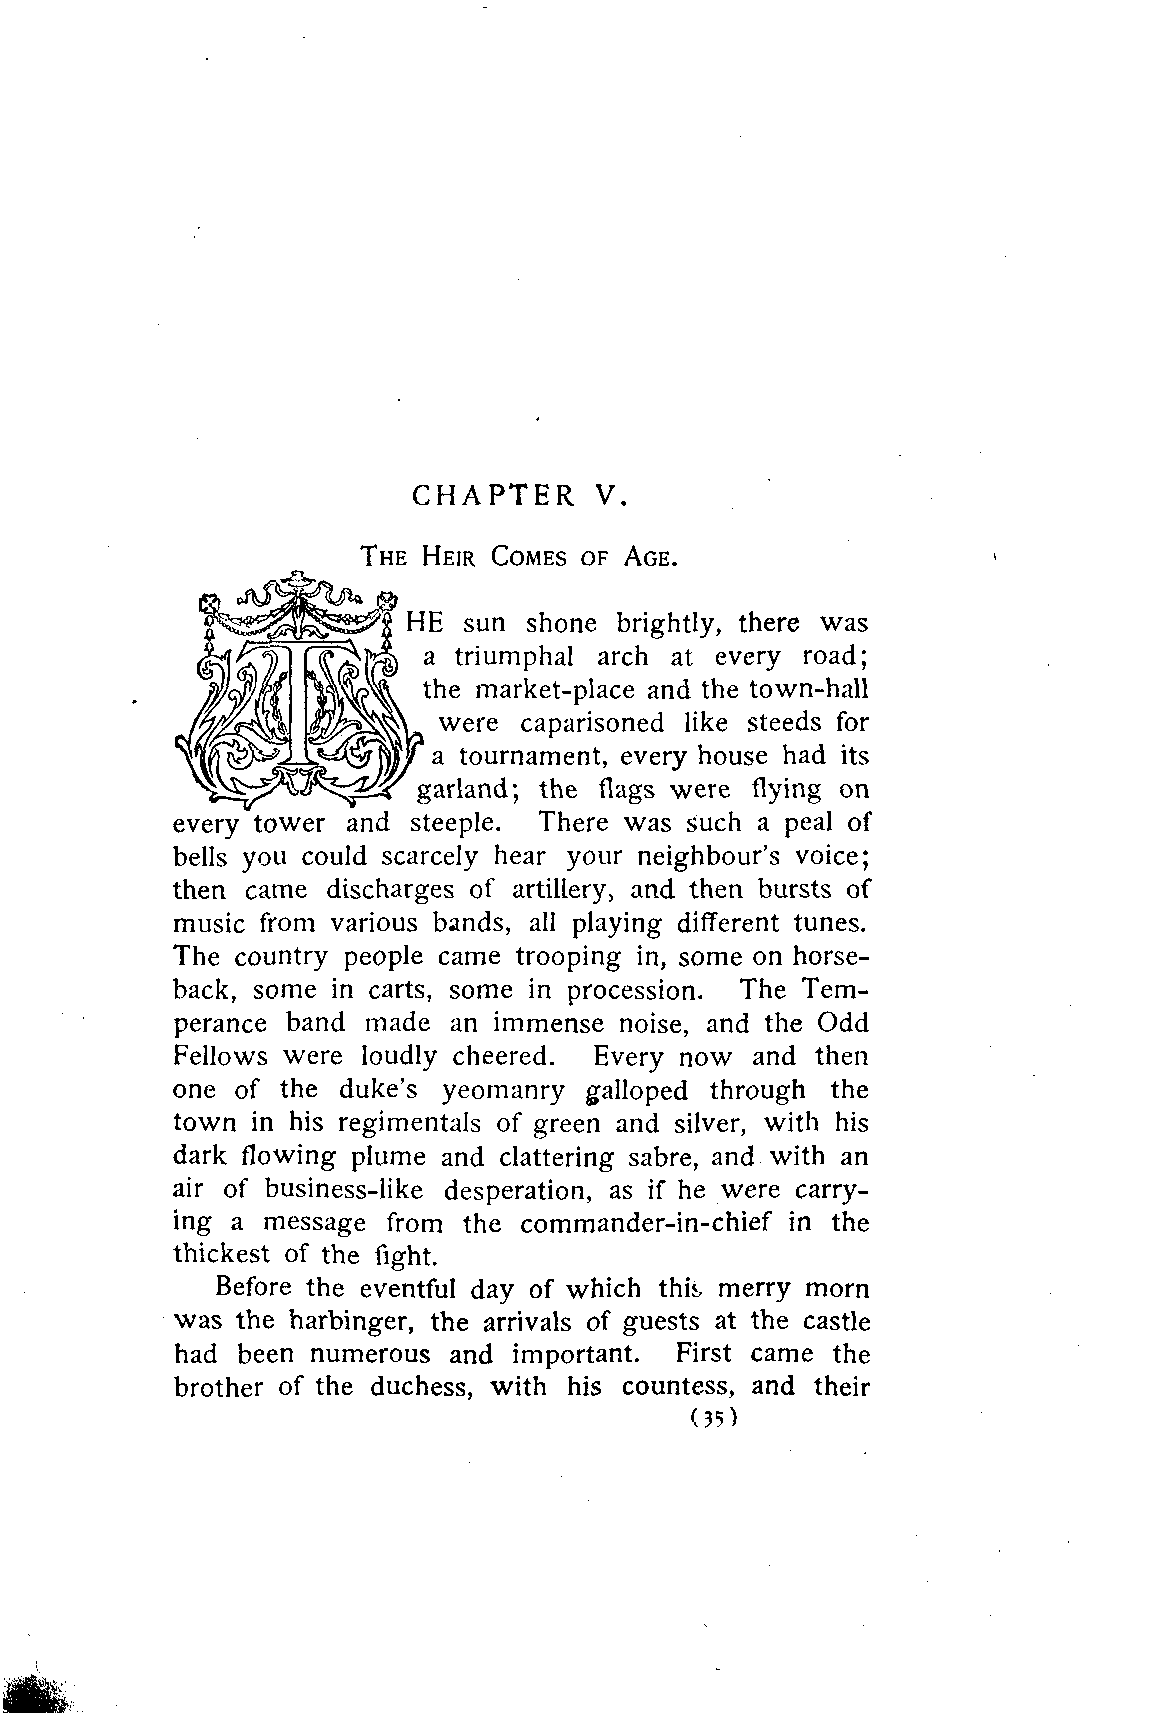 CHAPTER V.
THE HEIR COMES OF AGE.
THE sun shone brightly, there was
a triumphal arch at every road;
the market-place and the town-hall
were caparisoned like steeds for
a tournament, every house had its
garland; the flags were flying on
every tower and steeple. There was such a peal of
bells you could scarcely hear your neighbour's voice;
then came discharges of artillery, and then bursts of
music from various bands, all playing different tunes.
The country people came trooping in, some on horse-
back, some in carts, some in procession. The Tem-
perance band made an immense noise, and the Odd
Fellows were loudly cheered. Every now and then
one of the duke's yeomanry galloped through the
town in his regimentals of green and silver, with his
dark flowing plume and clattering sabre, and with an
air of business-like desperation, as if he were carry-
ing a message from the commander-in-chief in the
thickest of the fight.
Before the eventful day of which this merry morn
was the harbinger, the arrivals of guests at the castle
had been numerous and important. First came the
brother of the duchess, with his countess, and their
(35)